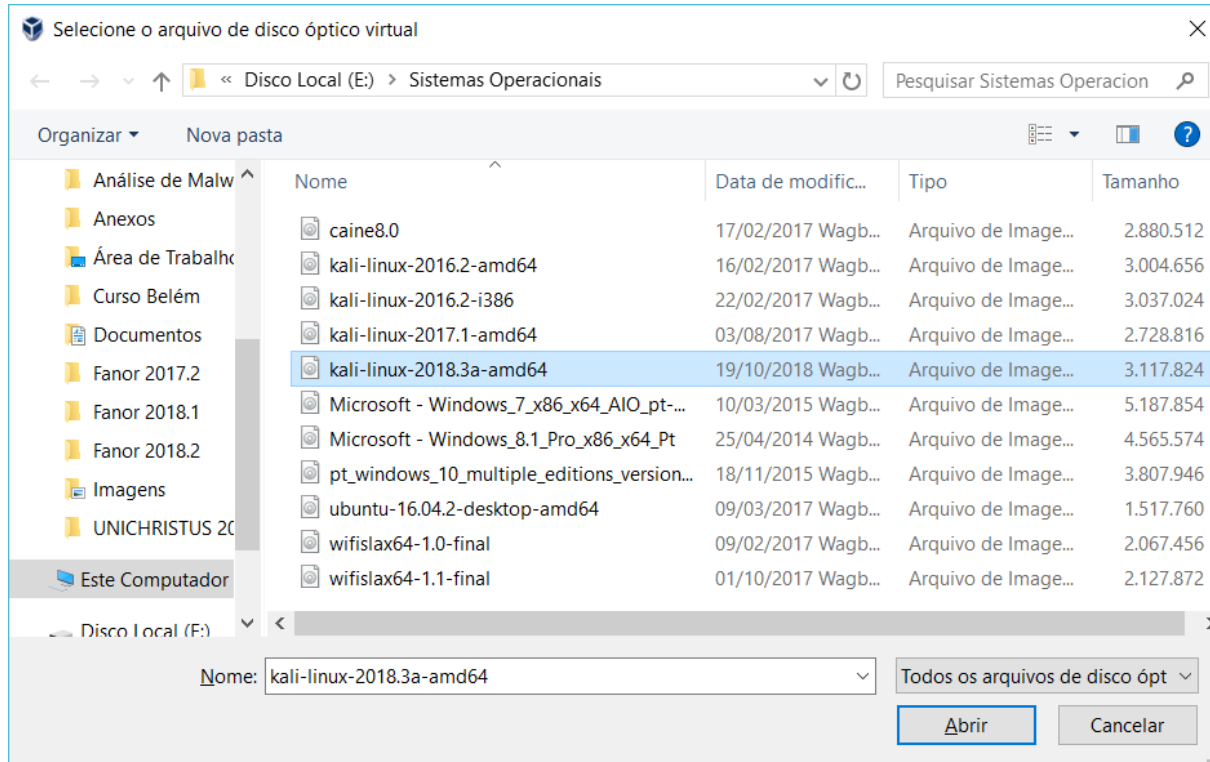 Selecione o arquivo de disco óptico virtual
« Disco Local (E:) > Sistemas Operacionais Pesquisar Sistemas Operacion
Organizar Nova pasta
Análise de Malw
Anexos
Área de Trabalho
Curso Belém
Documentos
Fanor 2017.2
Fanor 2018.1
Fanor 2018.2
Imagens
UNICHRISTUS 20
Este Computador
Disco Local (E:)
Nome Data de modific... Tipo Tamanho
caine8.0 17/02/2017 Wagb... Arquivo de Image... 2.880.512
kali-linux-2016.2-amd64 16/02/2017 Wagb... Arquivo de Image... 3.004.656
kali-linux-2016.2-i386 22/02/2017 Wagb... Arquivo de Image... 3.037.024
kali-linux-2017.1-amd64 03/08/2017 Wagb... Arquivo de Image... 2.728.816
kali-linux-2018.3a-amd64 19/10/2018 Wagb... Arquivo de Image... 3.117.824
Microsoft - Windows_7_x86_x64_AIO_pt-... 10/03/2015 Wagb... Arquivo de Image... 5.187.854
Microsoft - Windows_8.1_Pro_x86_x64_Pt 25/04/2014 Wagb... Arquivo de Image... 4.565.574
pt_windows_10_multiple_editions_version... 18/11/2015 Wagb... Arquivo de Image... 3.807.946
ubuntu-16.04.2-desktop-amd64 09/03/2017 Wagb... Arquivo de Image... 1.517.760
wifislax64-1.0-final 09/02/2017 Wagb... Arquivo de Image... 2.067.456
wifislax64-1.1-final 01/10/2017 Wagb... Arquivo de Image... 2.127.872
Nome: kali-linux-2018.3a-amd64 Todos os arquivos de disco ópt
Abrir Cancelar